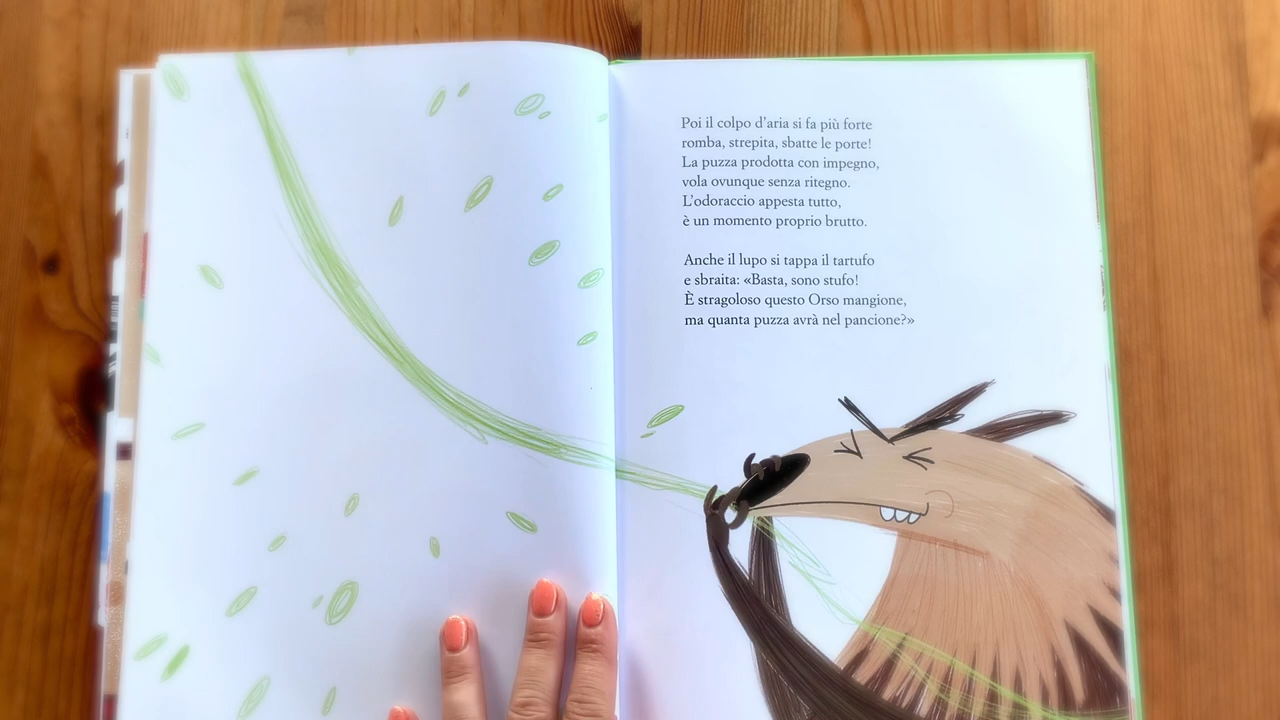 Poi il colpo d'aria si fa più forte
romba, strepita, sbatte le porte!
La puzza prodotta con impegno,
vola ovunque senza ritegno.
L'odoraccio appesta tutto,
è un momento proprio brutto.
Anche il lupo si tappa il tartufo
e sbraita: «Basta, sono stufo!
È stragoloso questo Orso mangione,
ma quanta puzza avrà nel pancione?»